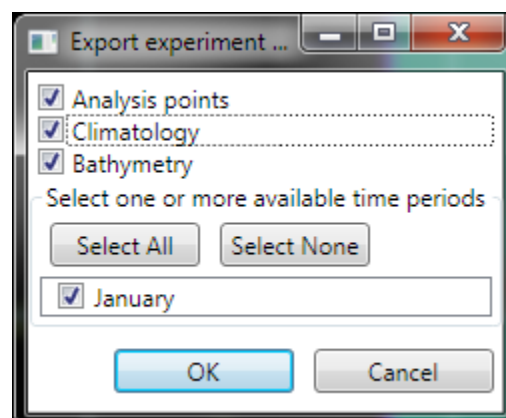 Export experiment ...
Analysis points
Climatology
Bathymetry
Select one or more available time periods
Select All Select None
January
OK Cancel